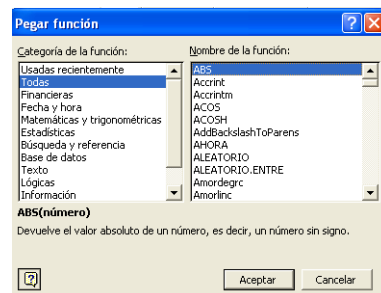 Pegar función
Categoría de la función:
Usadas recientemente
Todas
Financieras
Fecha y hora
Matemáticas y trigonométricas
Estadísticas
Búsqueda y referencia
Base de datos
Texto
Lógicas
Información
Nombre de la función:
ABS
Accrint
Accrintm
ACOS
ACOSH
AddBackslashToParens
AHORA
ALEATORIO
ALEATORIO.ENTRE
Amordegrc
Amorlinc
ABS(número)
Devuelve el valor absoluto de un número, es decir, un número sin signo.
Aceptar
Cancelar